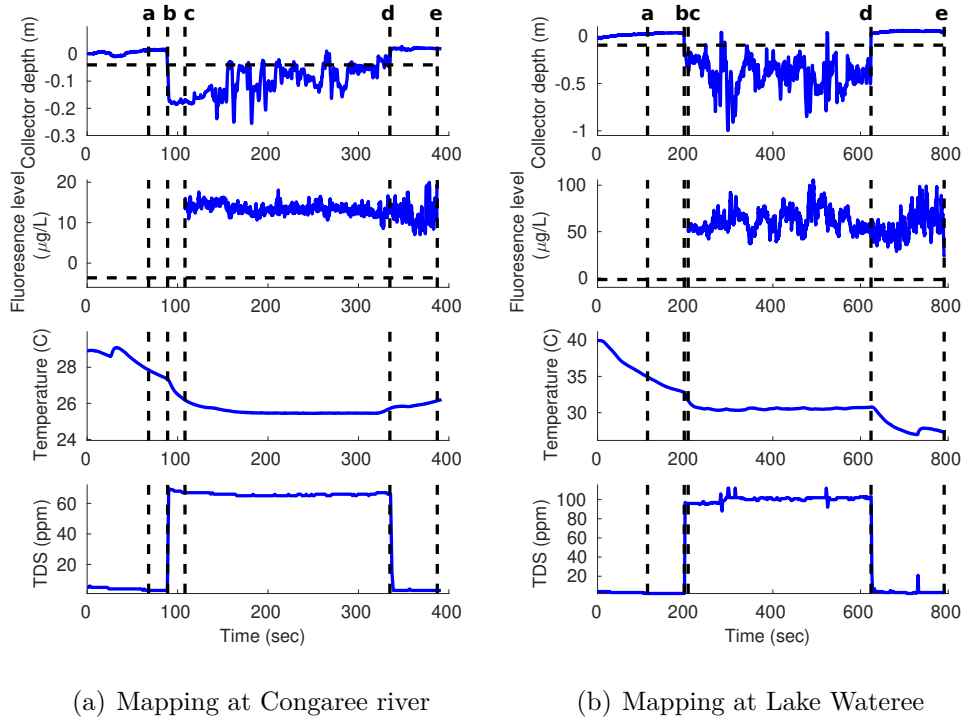 a b c d e
Collector depth (m)
0
-0.1
-0.2
-0.3
0 100 200 300 400
Fluorescence level
(μg/L)
20
10
0
0 100 200 300 400
Temperature (C)
28
26
24
0 100 200 300 400
TDS (ppm)
60
40
20
0 100 200 300 400
Time (sec)
a b c d e
Collector depth (m)
0
-0.5
-1
0 200 400 600 800
Fluorescence level
(μg/L)
100
50
0
0 200 400 600 800
Temperature (C)
40
35
30
0 200 400 600 800
TDS (ppm)
100
80
60
40
20
0 200 400 600 800
Time (sec)
(a) Mapping at Congaree river
(b) Mapping at Lake Wateree